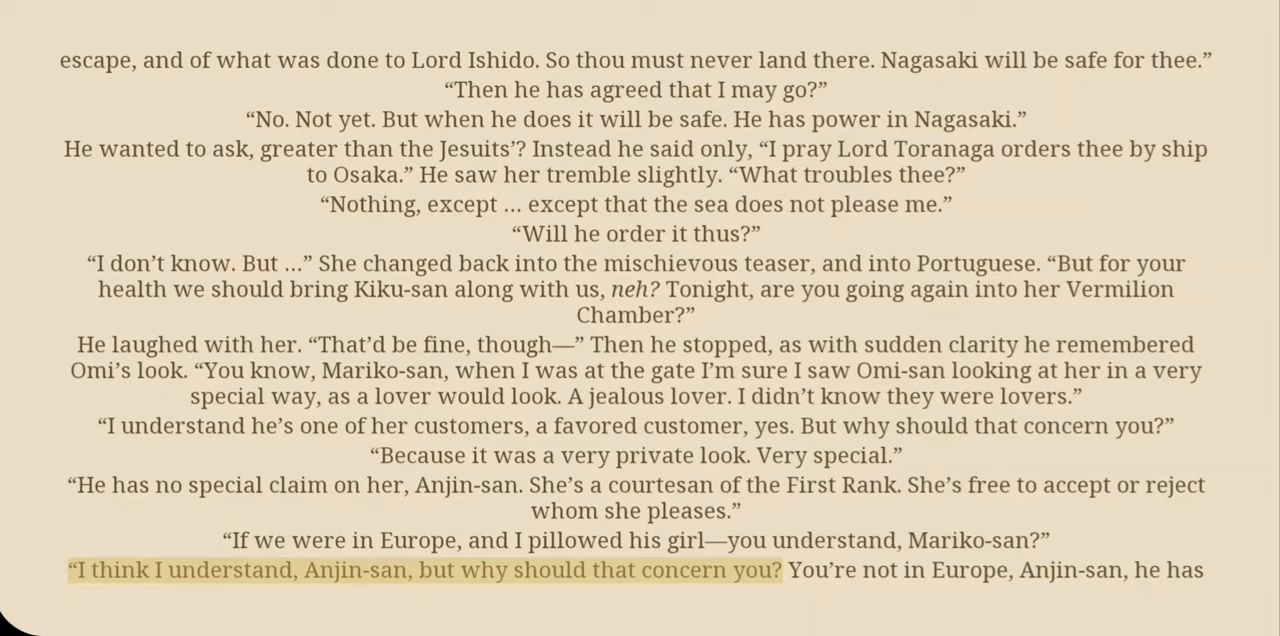 escape, and of what was done to Lord Ishido. So thou must never land there. Nagasaki will be safe for thee.”
“Then he has agreed that I may go?”
“No. Not yet. But when he does it will be safe. He has power in Nagasaki.”
He wanted to ask, greater than the Jesuits’? Instead he said only, “I pray Lord Toranaga orders thee by ship
to Osaka.” He saw her tremble slightly. “What troubles thee?”
“Nothing, except … except that the sea does not please me.”
“Will he order it thus?”
“I don’t know. But …” She changed back into the mischievous teaser, and into Portuguese. “But for your
health we should bring Kiku-san along with us, neh? Tonight, are you going again into her Vermilion
Chamber?”
He laughed with her. “That’d be fine, though—” Then he stopped, as with sudden clarity he remembered
Omi’s look. “You know, Mariko-san, when I was at the gate I’m sure I saw Omi-san looking at her in a very
special way, as a lover would look. A jealous lover. I didn’t know they were lovers.”
“I understand he’s one of her customers, a favored customer, yes. But why should that concern you?”
“Because it was a very private look. Very special.”
“He has no special claim on her, Anjin-san. She’s a courtesan of the First Rank. She’s free to accept or reject
whom she pleases.”
“If we were in Europe, and I pillowed his girl—you understand, Mariko-san?”
“I think I understand, Anjin-san, but why should that concern you? You’re not in Europe, Anjin-san, he has